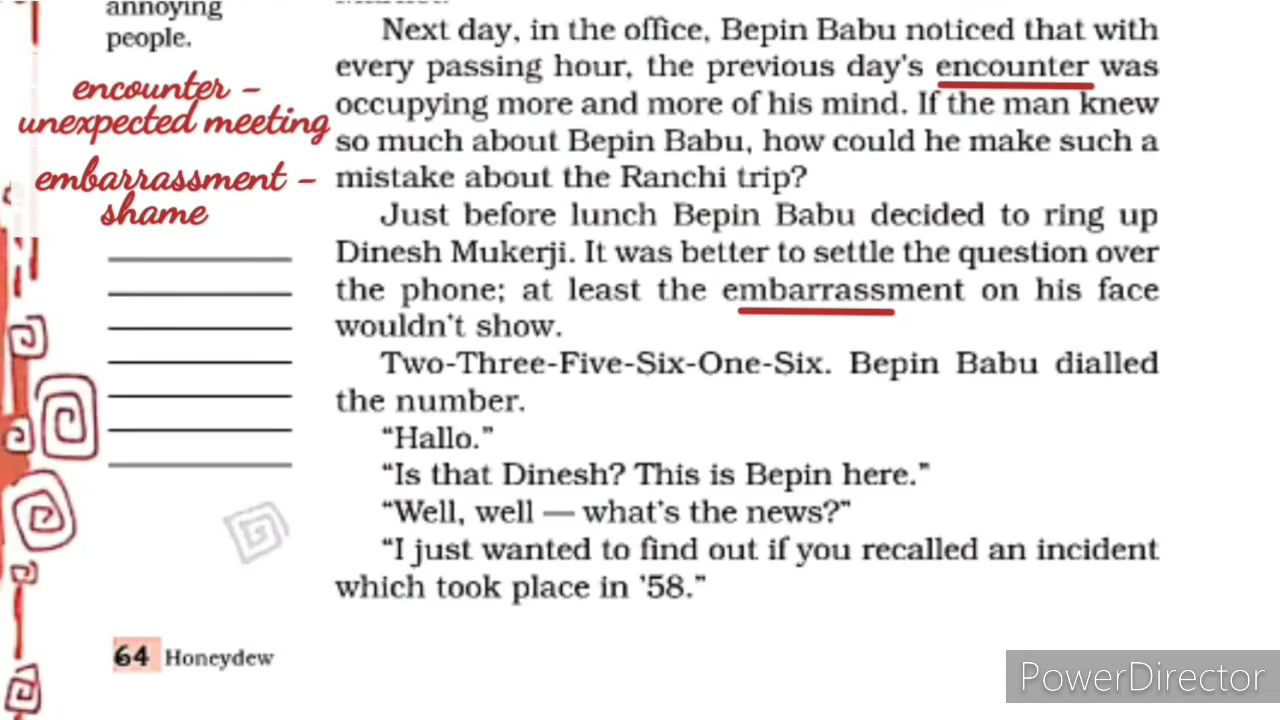 annoying
people.
encounter –
unexpected meeting
embarrassment –
shame
Next day, in the office, Bepin Babu noticed that with
every passing hour, the previous day's encounter was
occupying more and more of his mind. If the man knew
so much about Bepin Babu, how could he make such a
mistake about the Ranchi trip?
Just before lunch Bepin Babu decided to ring up
Dinesh Mukerji. It was better to settle the question over
the phone; at least the embarrassment on his face
wouldn't show.
Two-Three-Five-Six-One-Six. Bepin Babu dialled
the number.
“Hallo.”
“Is that Dinesh? This is Bepin here.”
“Well, well — what's the news?”
“I just wanted to find out if you recalled an incident
which took place in '58.”
64 Honeydew
PowerDirector